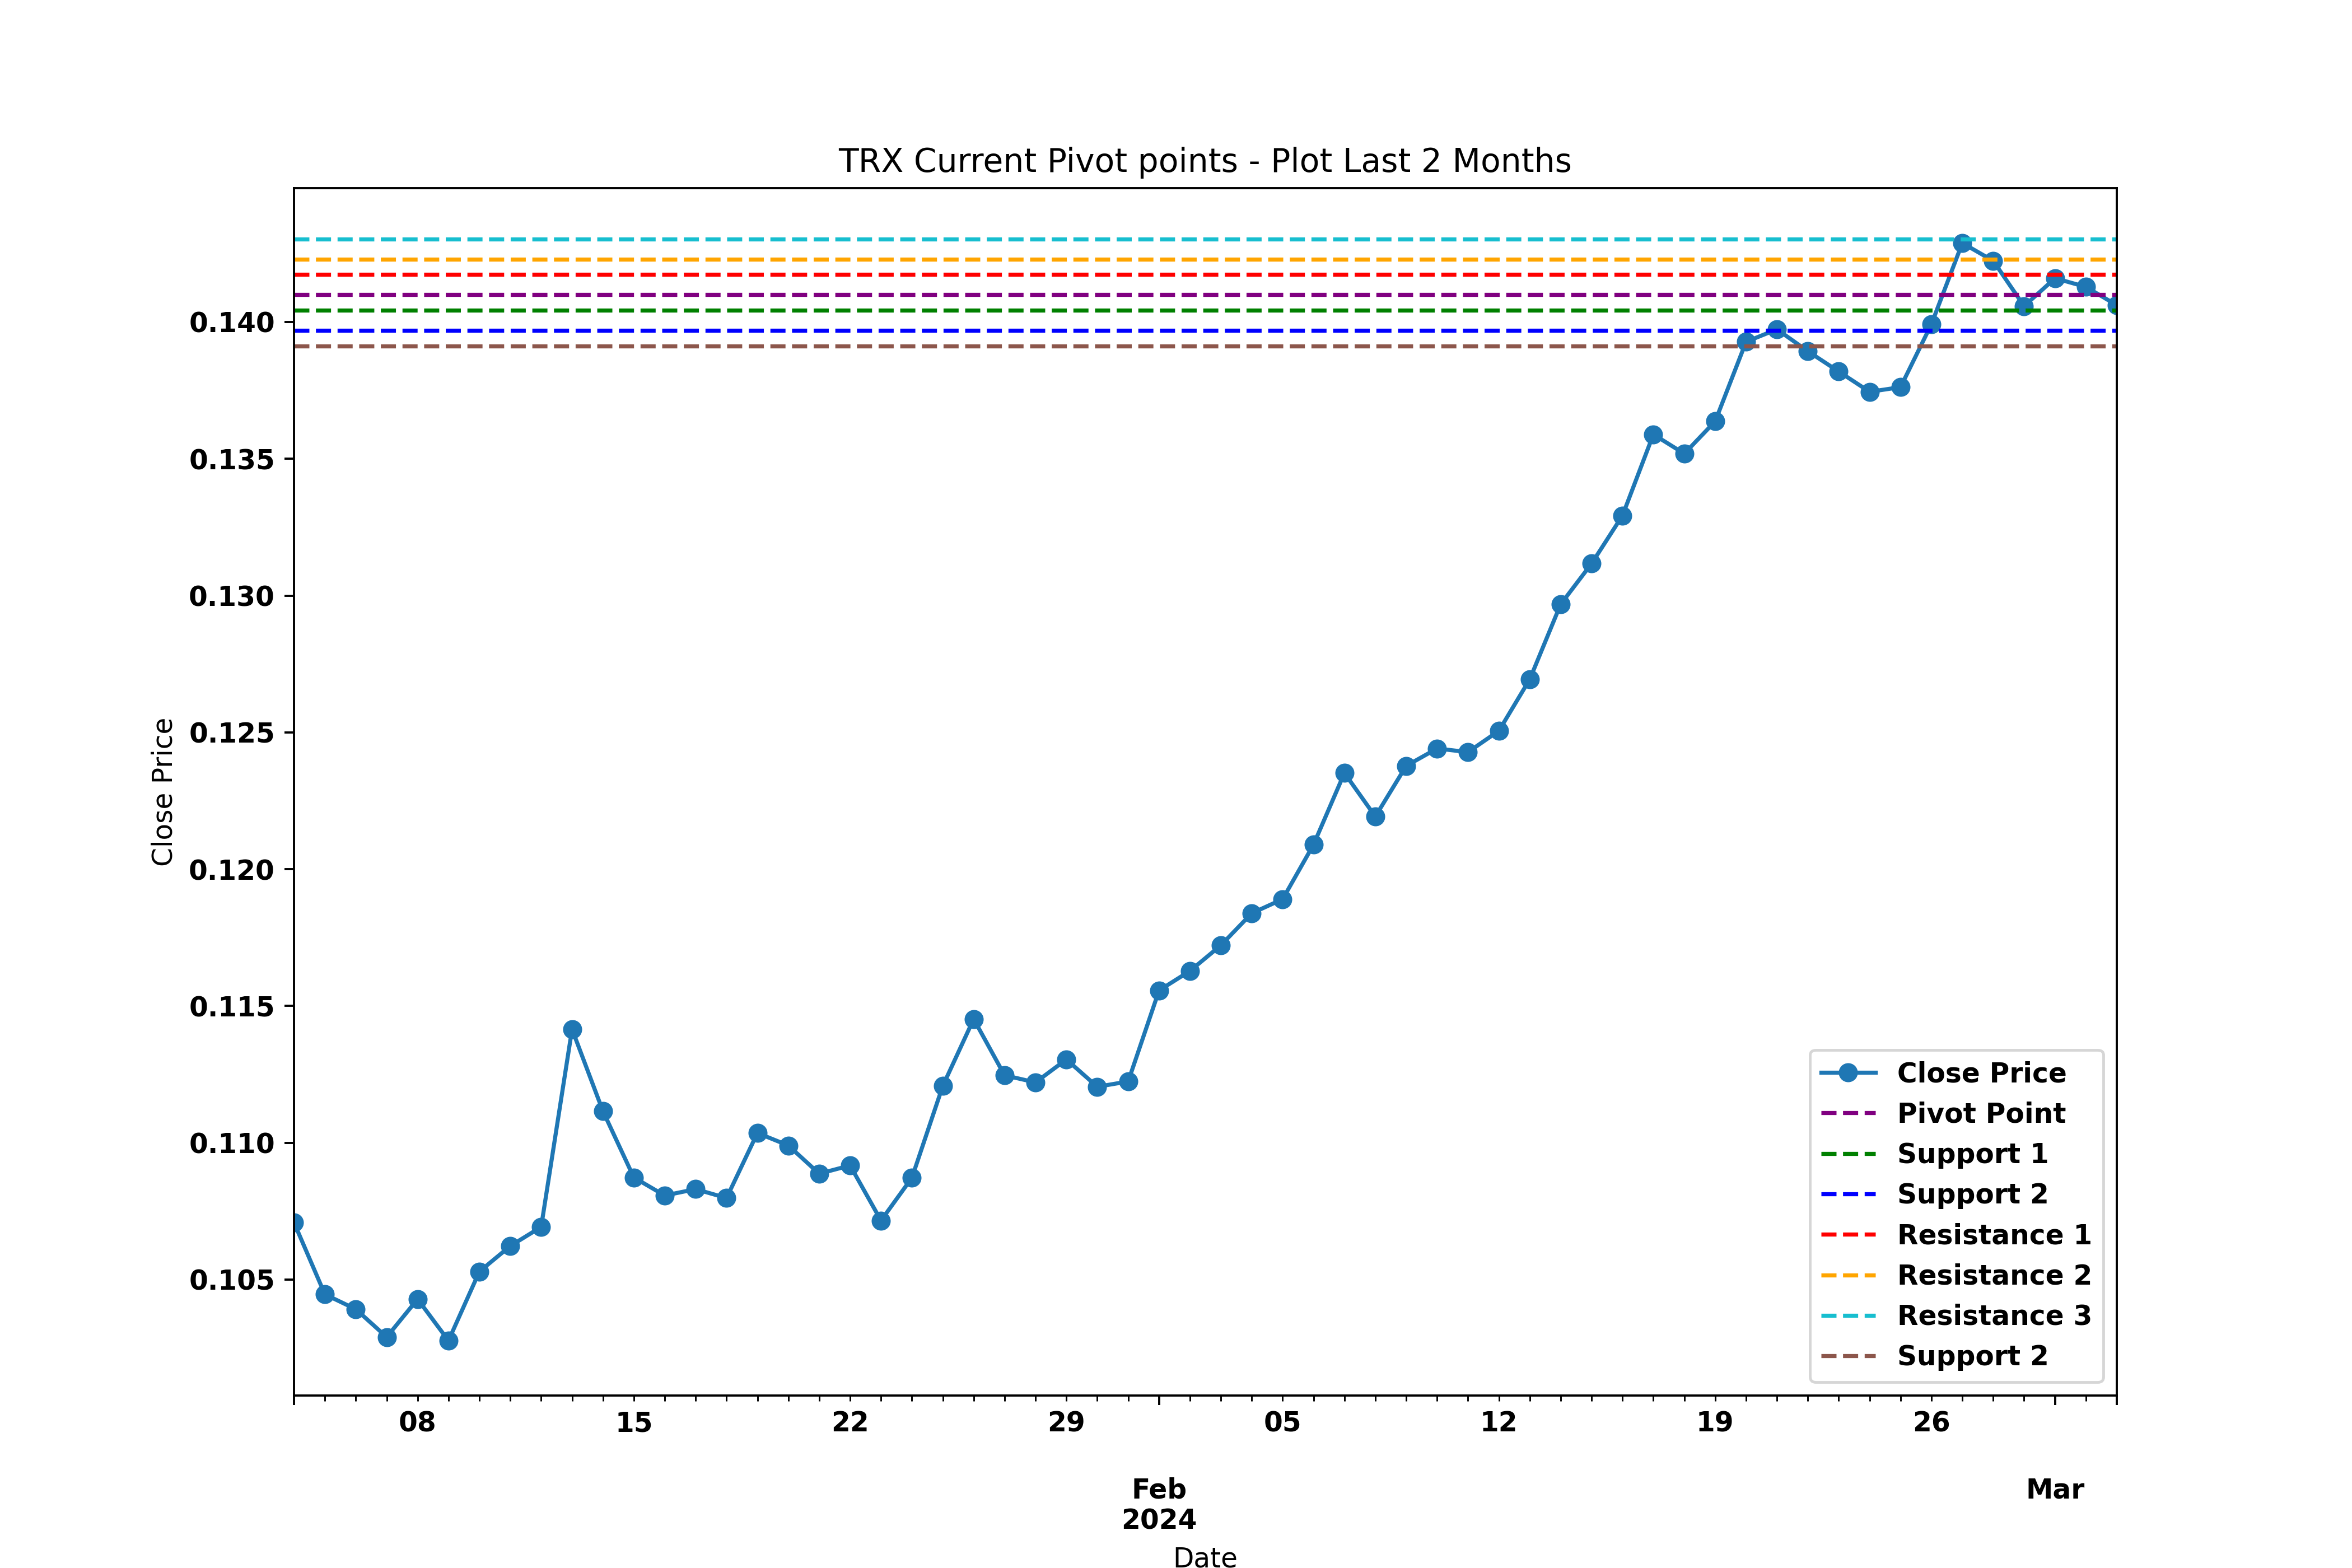 TRX Current Pivot points - Plot Last 2 Months
Close Price
0.140
0.135
0.130
0.125
0.120
0.115
0.110
0.105
Close Price
Pivot Point
Support 1
Support 2
Resistance 1
Resistance 2
Resistance 3
Support 2
08 15 22 29 05 12 19 26
Feb Mar
2024
Date